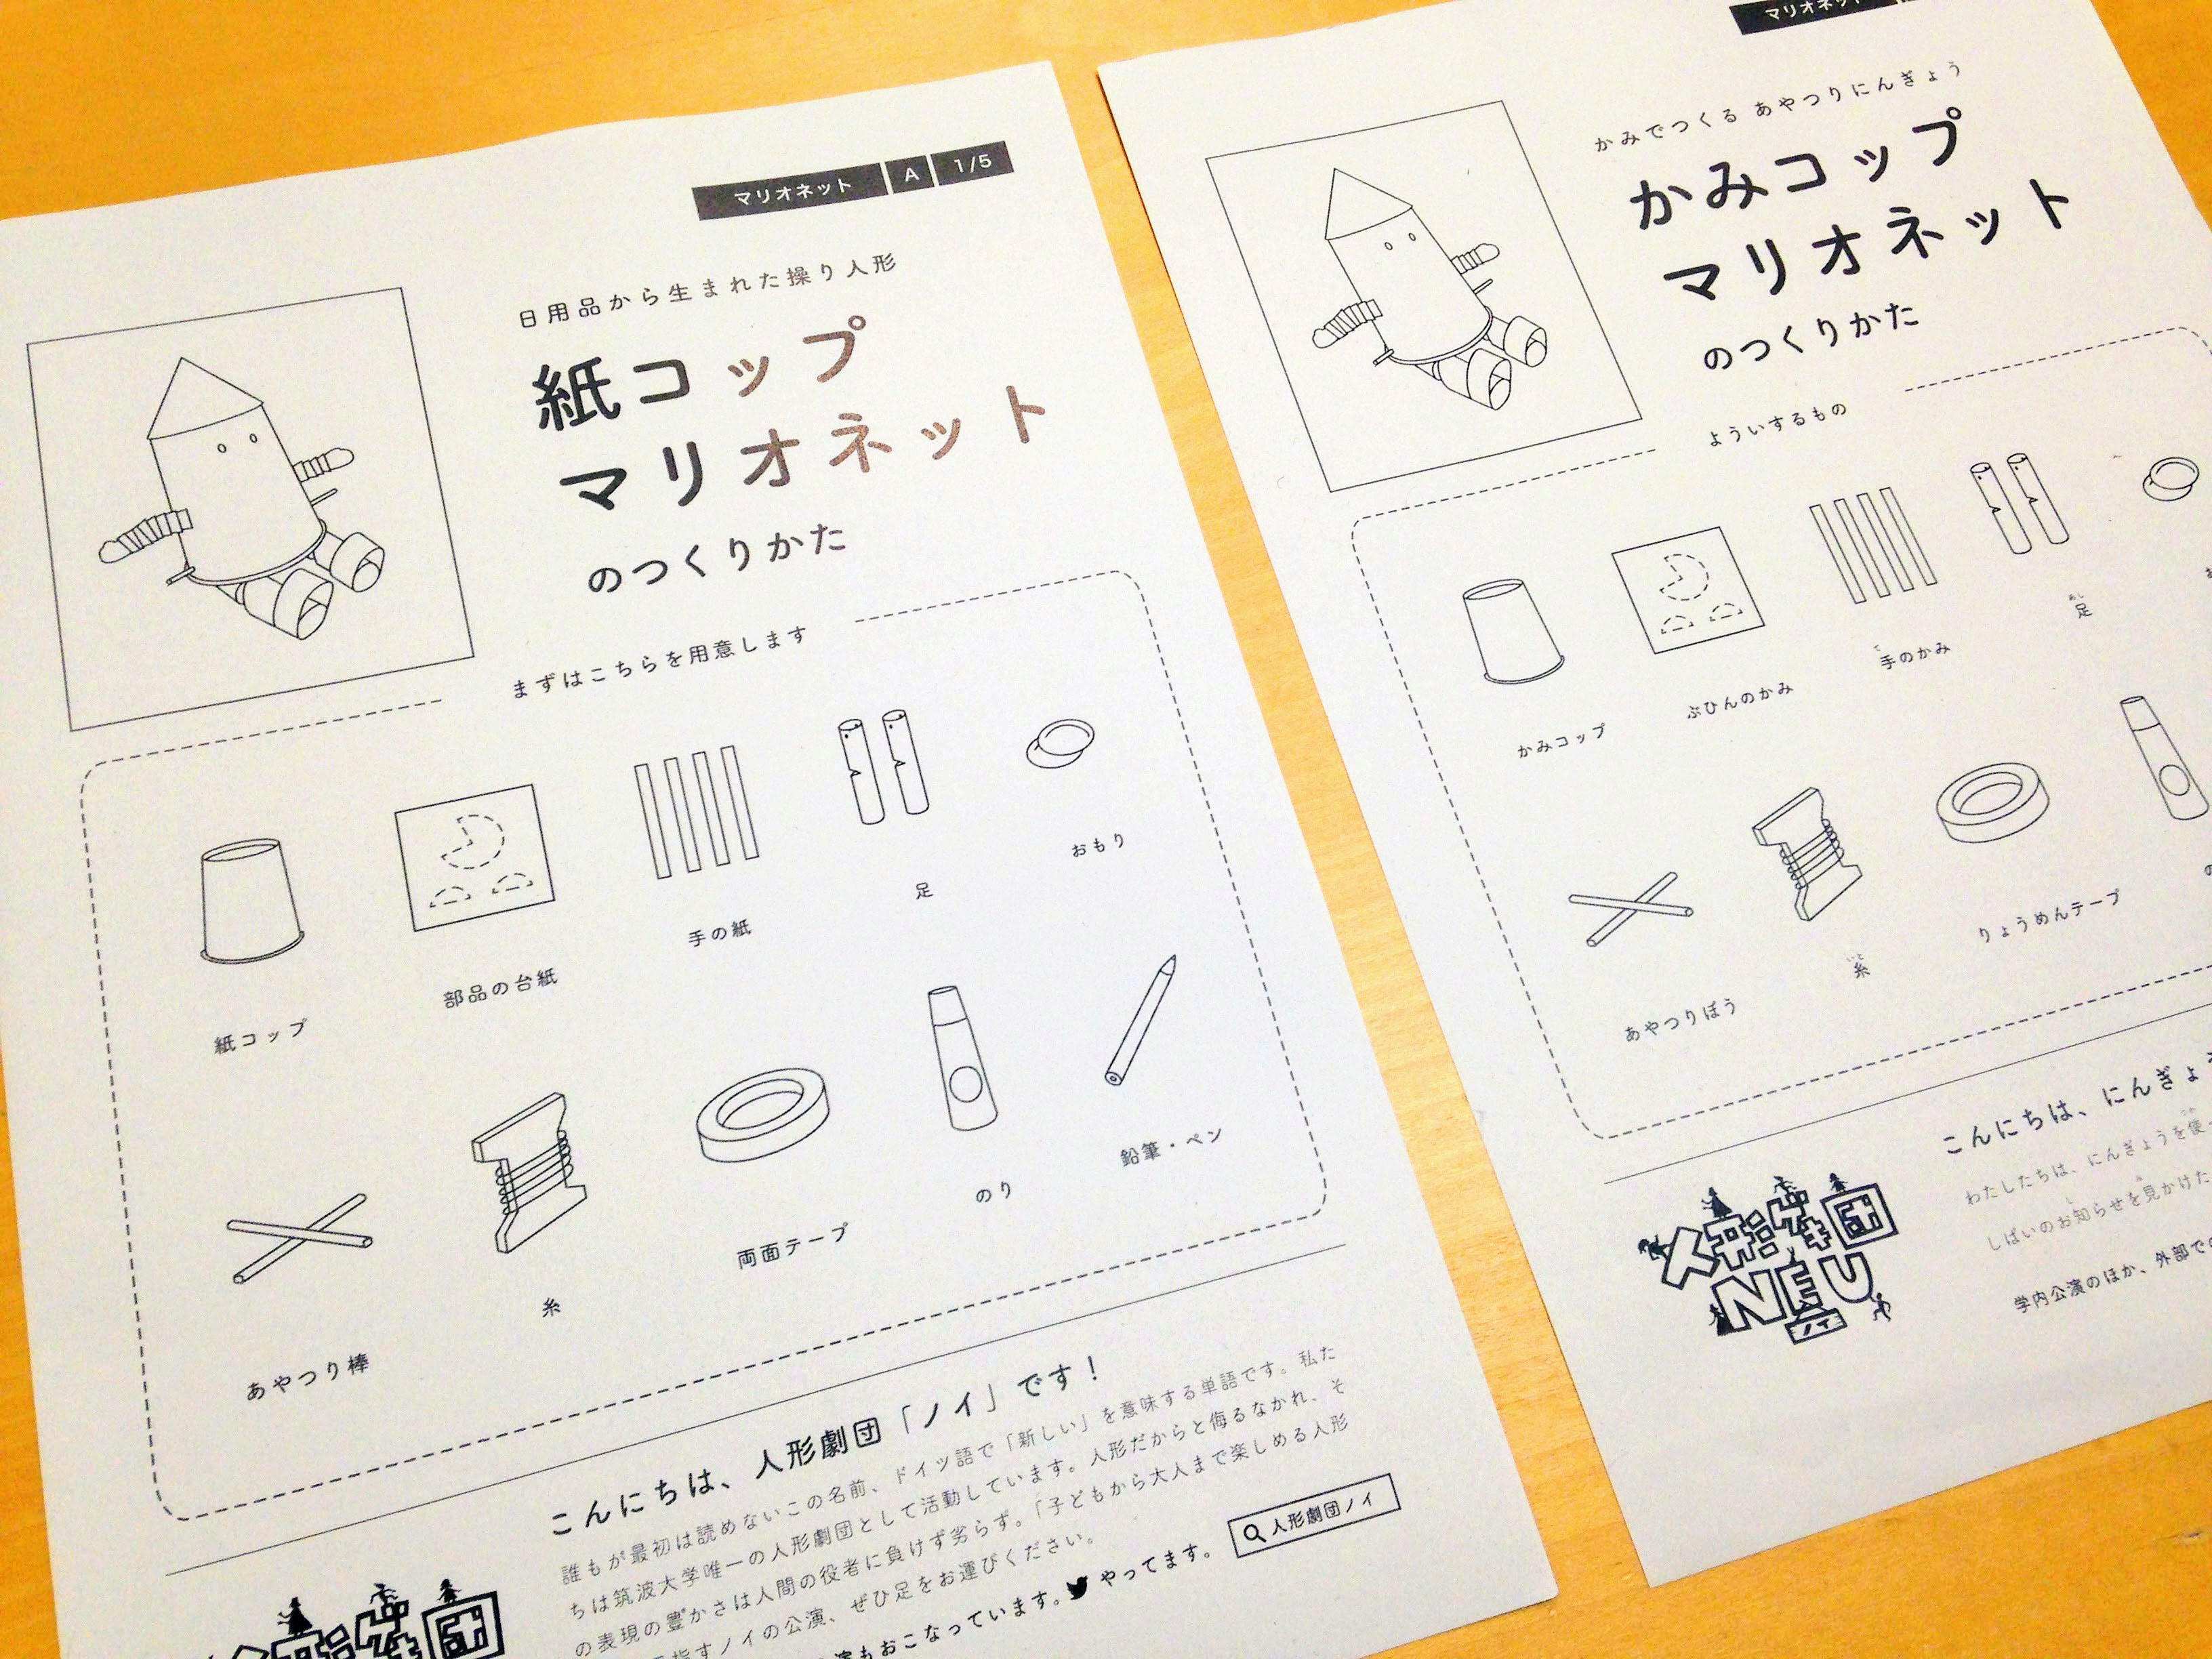 マリオネット A 1/5
日用品から生まれた操り人形
紙コップ
マリオネット
のつくりかた
まずはこちらを用意します
紙コップ
部品の台紙
手の紙
足
おもり
あやつり棒
糸
両面テープ
のり
鉛筆・ペン
こんにちは、人形劇団「ノイ」です！
誰もが最初は読めないこの名前、ドイツ語で「新しい」を意味する単語です。私た
ちは筑波大学唯一の人形劇団として活動しています。人形だからと侮るなかれ、そ
の表現の豊かさは人間の役者に負けず劣らず。「子どもから大人まで楽しめる人形
指すノイの公演、ぜひ足をお運びください。
演もおこなっています。 やってます。
人形劇団ノイ
人形劇団
マリオネット
かみでつくる あやつりにんぎょう
かみコップ
マリオネット
のつくりかた
よういするもの
かみコップ
ぶひんのかみ
手のかみ
て
足
あし
あやつりぼう
糸
いと
りょうめんテープ
こんにちは、にんぎょ
わたしたちは、にんぎょうを使
しばいのお知らせを見かけた
学内公演のほか、外部で
人形劇団
NEU
ノイ